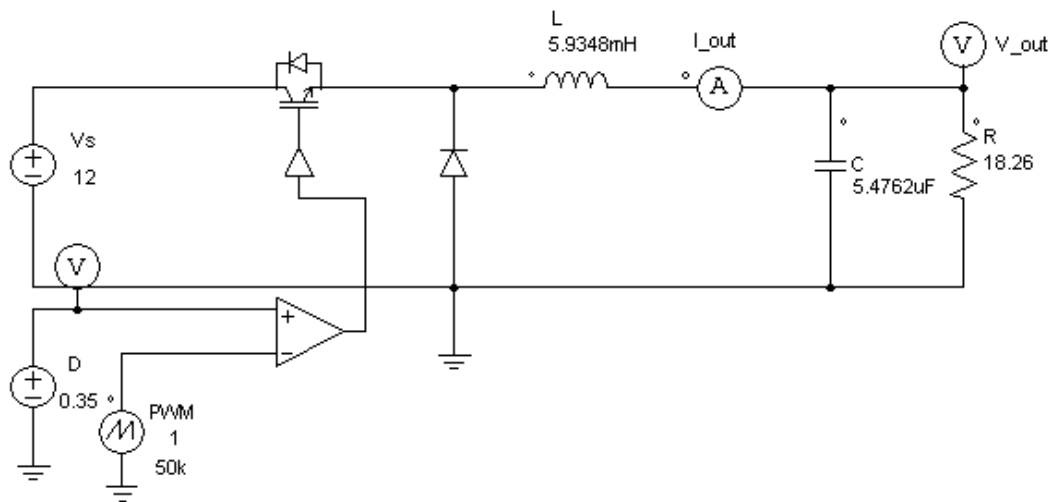 L
5.9348mH
I_out
A
V
V_out
Vs
12
V
C
5.4762uF
R
18.26
D
0.35
PWM
1
50k